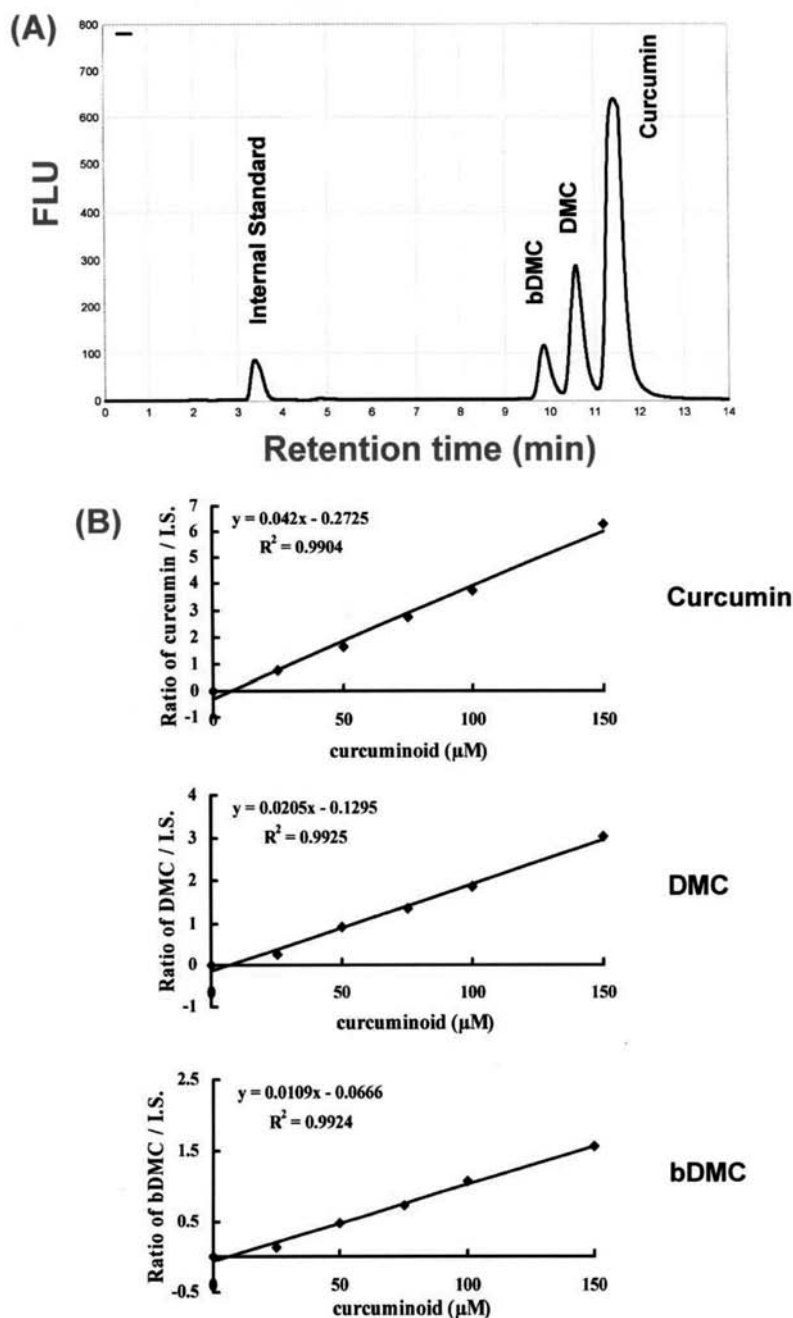 (A)
FLU
800
700
600
500
400
300
200
100
0
0 1 2 3 4 5 6 7 8 9 10 11 12 13 14
Internal Standard
bDMC
DMC
Curcumin
Retention time (min)
(B)
Ratio of curcumin / I.S.
7
6
5
4
3
2
1
0
-1
y = 0.042x - 0.2725
R² = 0.9904
0 50 100 150
curcuminoid (µM)
Curcumin
Ratio of DMC / I.S.
4
3
2
1
0
-1
y = 0.0205x - 0.1295
R² = 0.9925
0 50 100 150
curcuminoid (µM)
DMC
Ratio of bDMC / I.S.
2.5
1.5
0.5
-0.5
y = 0.0109x - 0.0666
R² = 0.9924
0 50 100 150
curcuminoid (µM)
bDMC